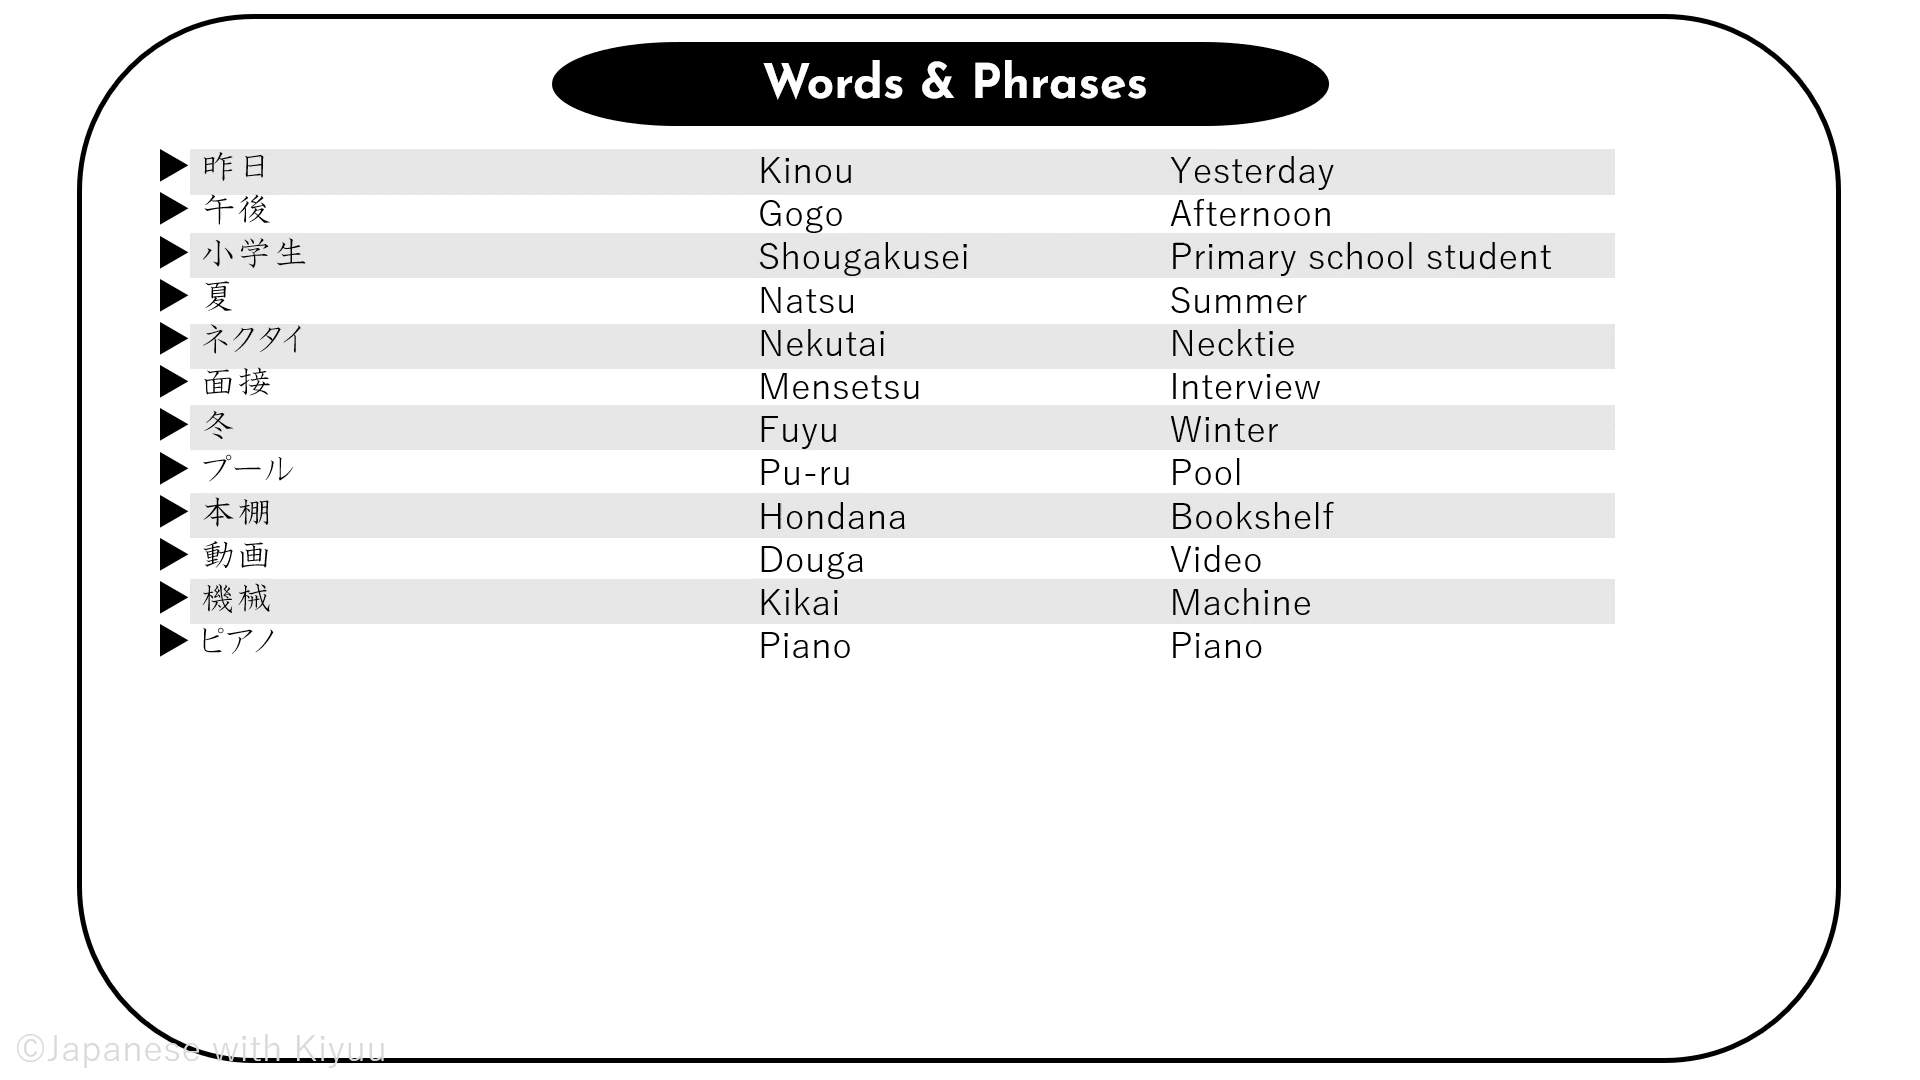 Words & Phrases
▶昨日 Kinou Yesterday
▶午後 Gogo Afternoon
▶小学生 Shougakusei Primary school student
▶夏 Natsu Summer
▶ネクタイ Nekutai Necktie
▶面接 Mensetsu Interview
▶冬 Fuyu Winter
▶プール Pu-ru Pool
▶本棚 Hondana Bookshelf
▶動画 Douga Video
▶機械 Kikai Machine
▶ピアノ Piano Piano
©Japanese with Kiyuu